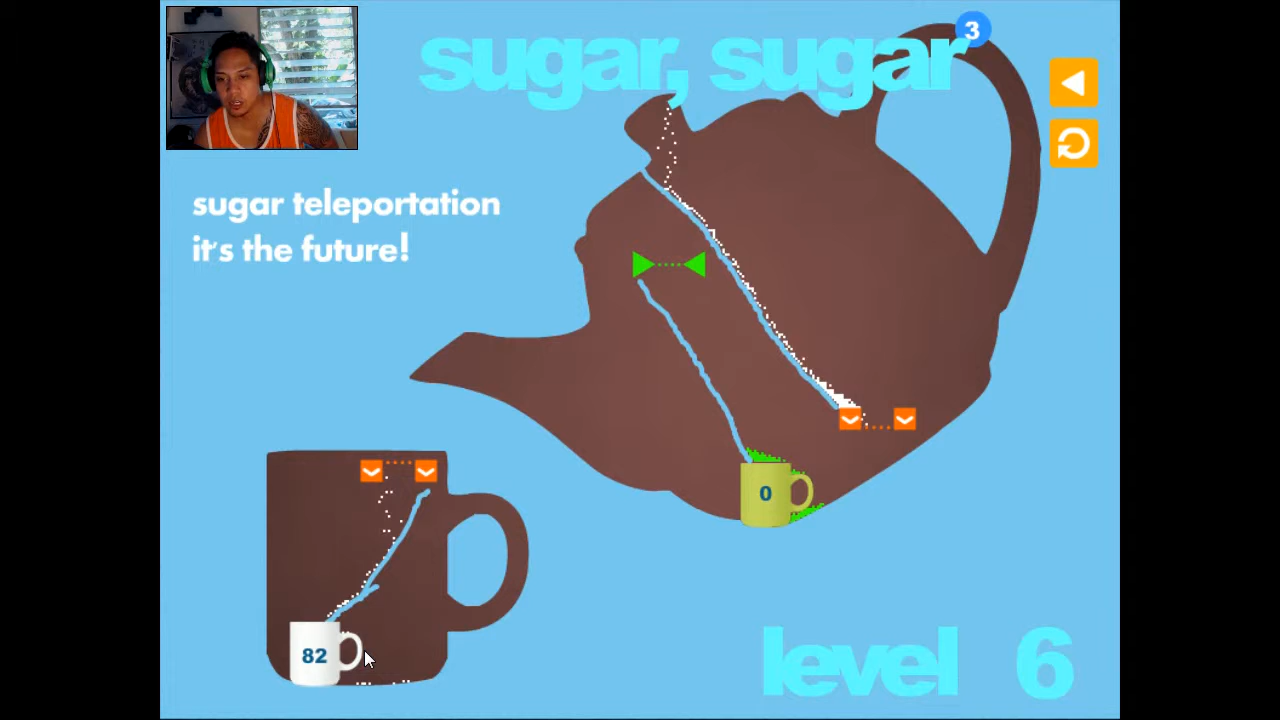 sugar, sugar
3
sugar teleportation
it's the future!
0
82
level 6